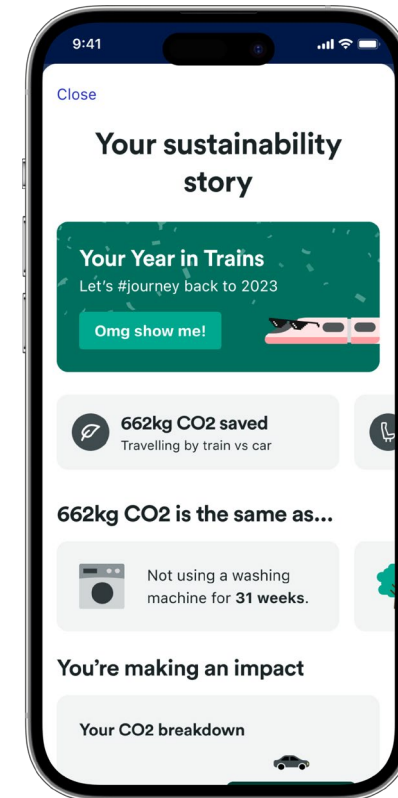 9:41
Close
Your sustainability
story
Your Year in Trains
Let's #journey back to 2023
Omg show me!
662kg CO2 saved
Travelling by train vs car
662kg CO2 is the same as...
Not using a washing
machine for 31 weeks.
You're making an impact
Your CO2 breakdown